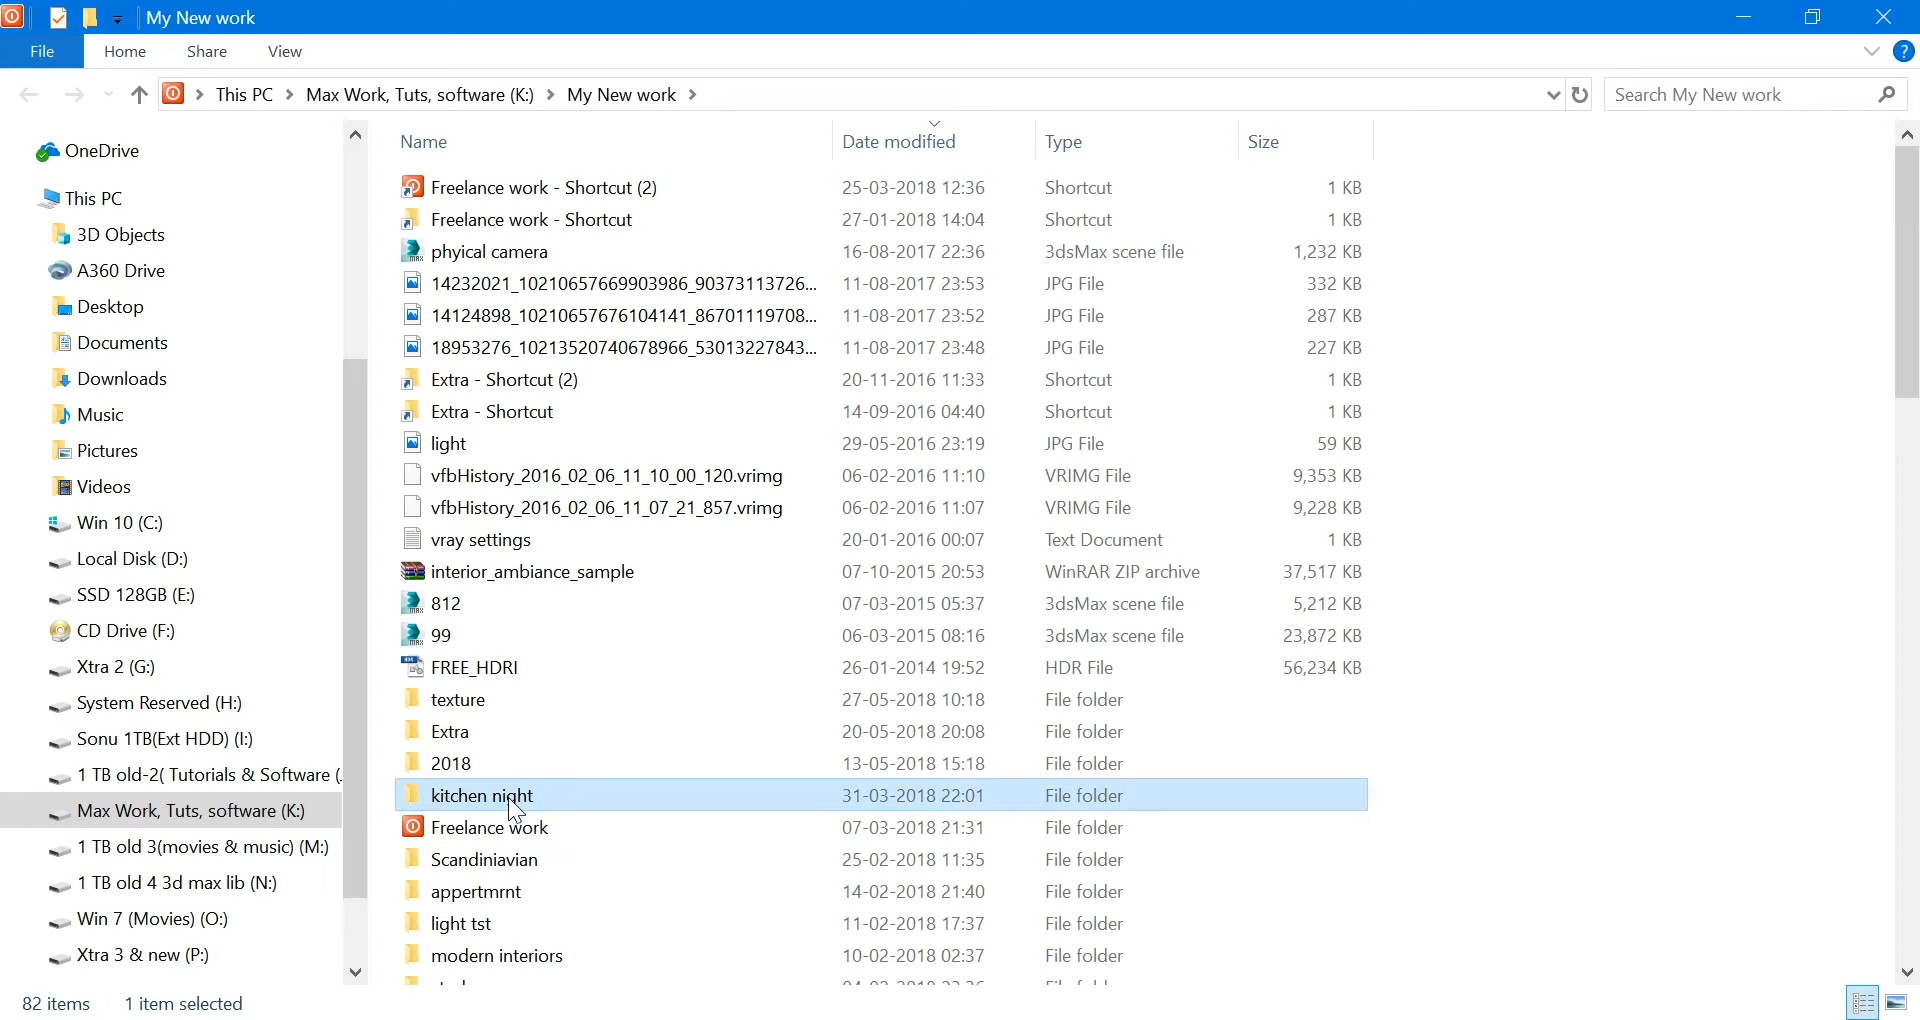 My New work
File Home Share View
This PC > Max Work, Tuts, software (K:) > My New work >
Search My New work
Name Date modified Type Size
OneDrive
This PC
3D Objects
A360 Drive
Desktop
Documents
Downloads
Music
Pictures
Videos
Win 10 (C:)
Local Disk (D:)
SSD 128GB (E:)
CD Drive (F:)
Xtra 2 (G:)
System Reserved (H:)
Sonu 1TB(Ext HDD) (I:)
1 TB old-2( Tutorials & Software (
Max Work, Tuts, software (K:)
1 TB old 3(movies & music) (M:)
1 TB old 4 3d max lib (N:)
Win 7 (Movies) (O:)
Xtra 3 & new (P:)
Freelance work - Shortcut (2) 25-03-2018 12:36 Shortcut 1 KB
Freelance work - Shortcut 27-01-2018 14:04 Shortcut 1 KB
phyical camera 16-08-2017 22:36 3dsMax scene file 1,232 KB
14232021_10210657669903986_90373113726... 11-08-2017 23:53 JPG File 332 KB
14124898_10210657676104141_86701119708... 11-08-2017 23:52 JPG File 287 KB
18953276_10213520740678966_53013227843... 11-08-2017 23:48 JPG File 227 KB
Extra - Shortcut (2) 20-11-2016 11:33 Shortcut 1 KB
Extra - Shortcut 14-09-2016 04:40 Shortcut 1 KB
light 29-05-2016 23:19 JPG File 59 KB
vfbHistory_2016_02_06_11_10_00_120.vrimg 06-02-2016 11:10 VRIMG File 9,353 KB
vfbHistory_2016_02_06_11_07_21_857.vrimg 06-02-2016 11:07 VRIMG File 9,228 KB
vray settings 20-01-2016 00:07 Text Document 1 KB
interior_ambiance_sample 07-10-2015 20:53 WinRAR ZIP archive 37,517 KB
812 07-03-2015 05:37 3dsMax scene file 5,212 KB
99 06-03-2015 08:16 3dsMax scene file 23,872 KB
FREE_HDRI 26-01-2014 19:52 HDR File 56,234 KB
texture 27-05-2018 10:18 File folder
Extra 20-05-2018 20:08 File folder
2018 13-05-2018 15:18 File folder
kitchen night 31-03-2018 22:01 File folder
Freelance work 07-03-2018 21:31 File folder
Scandiniavian 25-02-2018 11:35 File folder
appertmrnt 14-02-2018 21:40 File folder
light tst 11-02-2018 17:37 File folder
modern interiors 10-02-2018 02:37 File folder
82 items 1 item selected